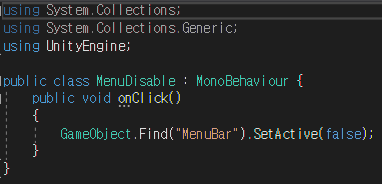 using System.Collections;
using System.Collections.Generic;
using UnityEngine;
public class MenuDisable : MonoBehaviour {
public void onClick()
{
GameObject.Find("MenuBar").SetActive(false);
}
}